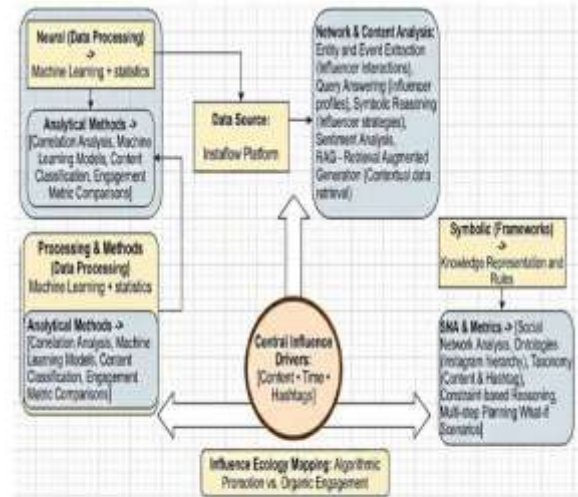 Neural (Data Processing)
->
Machine Learning + statistics
Analytical Methods ->
[Correlation Analysis, Machine
Learning Models, Content
Classification, Engagement
Metric Comparisons]
Processing & Methods
(Data Processing)
Machine Learning + statistics
Analytical Methods ->
[Correlation Analysis, Machine
Learning Models, Content
Classification, Engagement
Metric Comparisons]
Data Source:
Instaflow Platform
Network & Content Analysis:
Entity and Event Extraction
(Influencer interactions),
Query Answering (Influencer
profiles), Symbolic Reasoning
(Influencer strategies),
Sentiment Analysis,
RAG - Retrieval Augmented
Generation (Contextual data
retrieval)
Symbolic (Frameworks)
->
Knowledge Representation and
Rules
SNA & Metrics -> [Social
Network Analysis, Ontologies
(Instagram hierarchy), Taxonomy
(Content & Hashtag),
Constraint-based Reasoning,
Multi-step Planning What-if
Scenarios]
Central Influence
Drivers:
[Content • Time •
Hashtags]
Influence Ecology Mapping: Algorithmic
Promotion vs. Organic Engagement